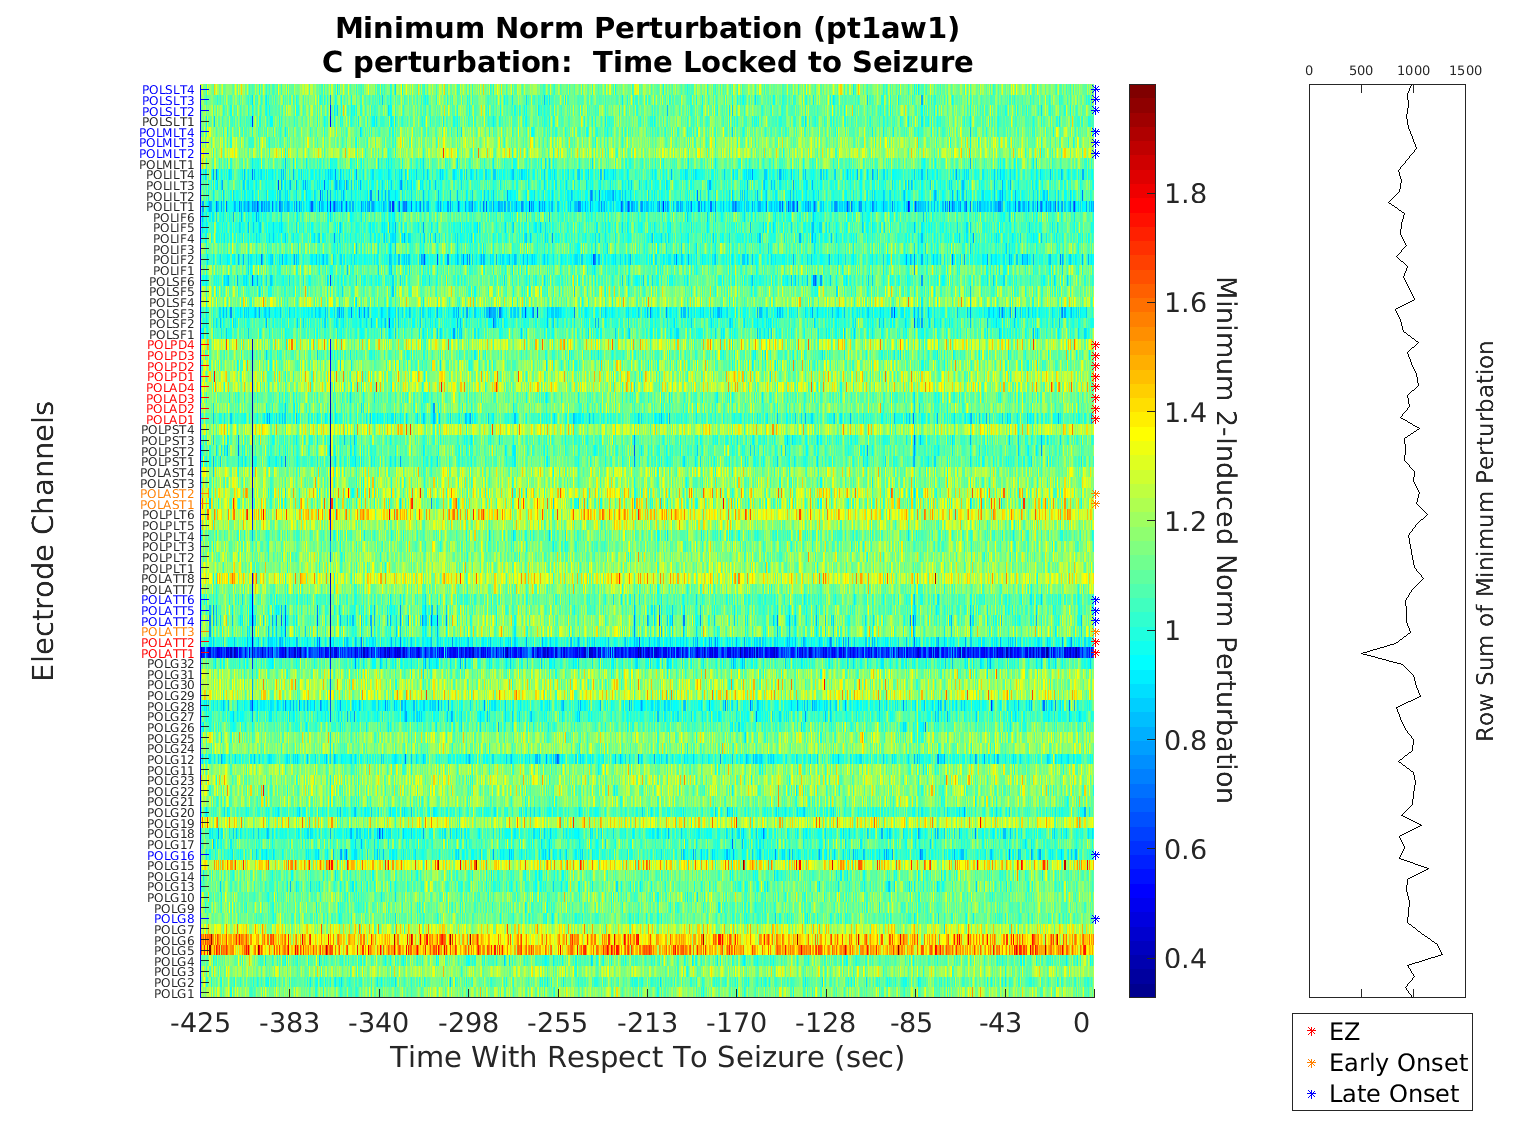 Minimum Norm Perturbation (pt1aw1)
C perturbation:  Time Locked to Seizure
Electrode Channels
POLSLT4
POLSLT3
POLSLT2
POLSLT1
POLMLT4
POLMLT3
POLMLT2
POLMLT1
POLILT4
POLILT3
POLILT2
POLILT1
POLIF6
POLIF5
POLIF4
POLIF3
POLIF2
POLIF1
POLSF6
POLSF5
POLSF4
POLSF3
POLSF2
POLSF1
POLPD4
POLPD3
POLPD2
POLPD1
POLAD4
POLAD3
POLAD2
POLAD1
POLPST4
POLPST3
POLPST2
POLPST1
POLAST4
POLAST3
POLAST2
POLAST1
POLPLT6
POLPLT5
POLPLT4
POLPLT3
POLPLT2
POLPLT1
POLATT8
POLATT7
POLATT6
POLATT5
POLATT4
POLATT3
POLATT2
POLATT1
POLG32
POLG31
POLG30
POLG29
POLG28
POLG27
POLG26
POLG25
POLG24
POLG12
POLG11
POLG23
POLG22
POLG21
POLG20
POLG19
POLG18
POLG17
POLG16
POLG15
POLG14
POLG13
POLG10
POLG9
POLG8
POLG7
POLG6
POLG5
POLG4
POLG3
POLG2
POLG1
-425 -383 -340 -298 -255 -213 -170 -128 -85 -43 0
Time With Respect To Seizure (sec)
1.8
1.6
1.4
1.2
1
0.8
0.6
0.4
Minimum 2-Induced Norm Perturbation
0 500 1000 1500
Row Sum of Minimum Perturbation
EZ
Early Onset
Late Onset